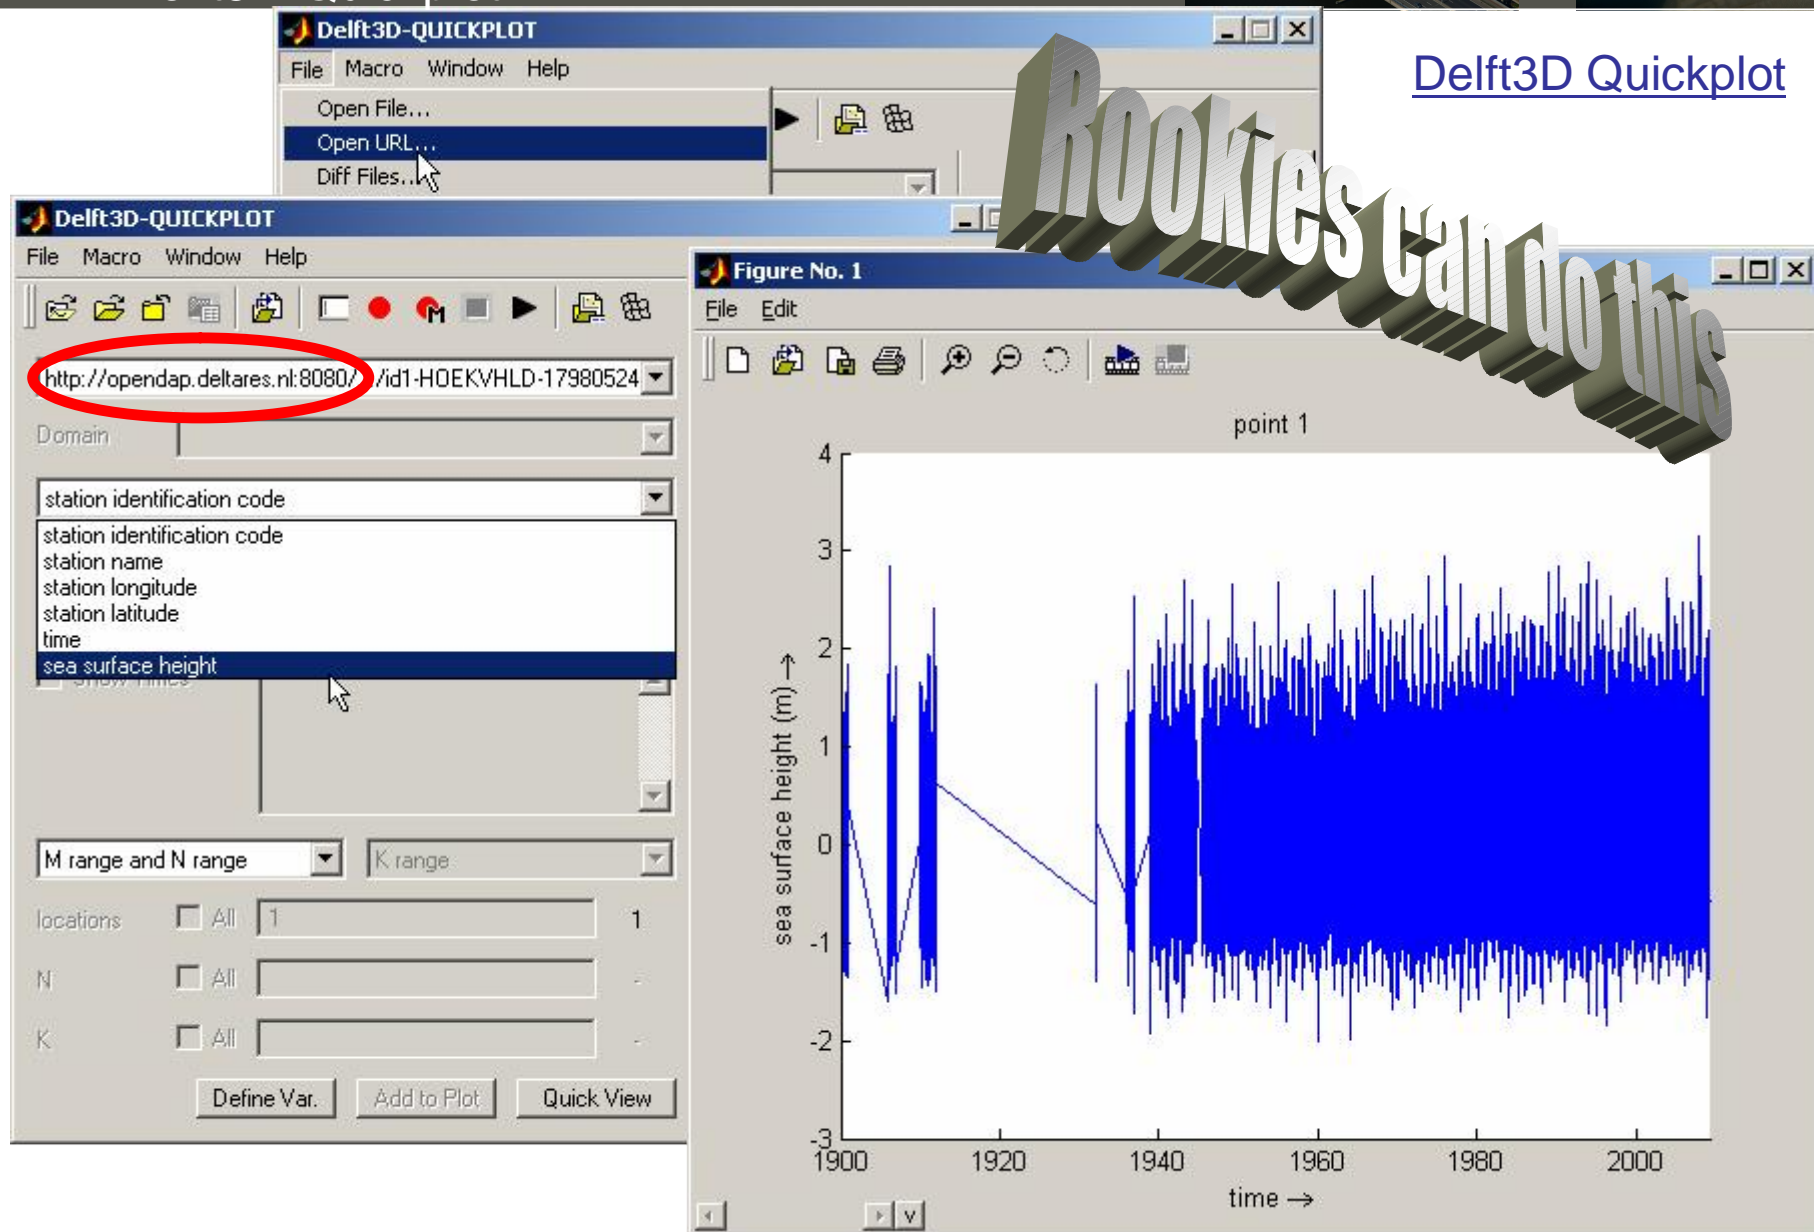 Delft3D Quickplot
Delft3D-QUICKPLOT
File Macro Window Help
Open File...
Open URL...
Diff Files...
Rookies can do this
Delft3D-QUICKPLOT
File Macro Window Help
http://opendap.deltares.nl:8080/ /id1-HOEKVHLD-17980524
Domain
station identification code
station identification code
station name
station longitude
station latitude
time
sea surface height
Show Times
M range and N range
K range
locations All 1 1
N All -
K All -
Define Var. Add to Plot Quick View
Figure No. 1
File Edit
point 1
sea surface height (m) →
4
3
2
1
0
-1
-2
-3
1900 1920 1940 1960 1980 2000
time →
v